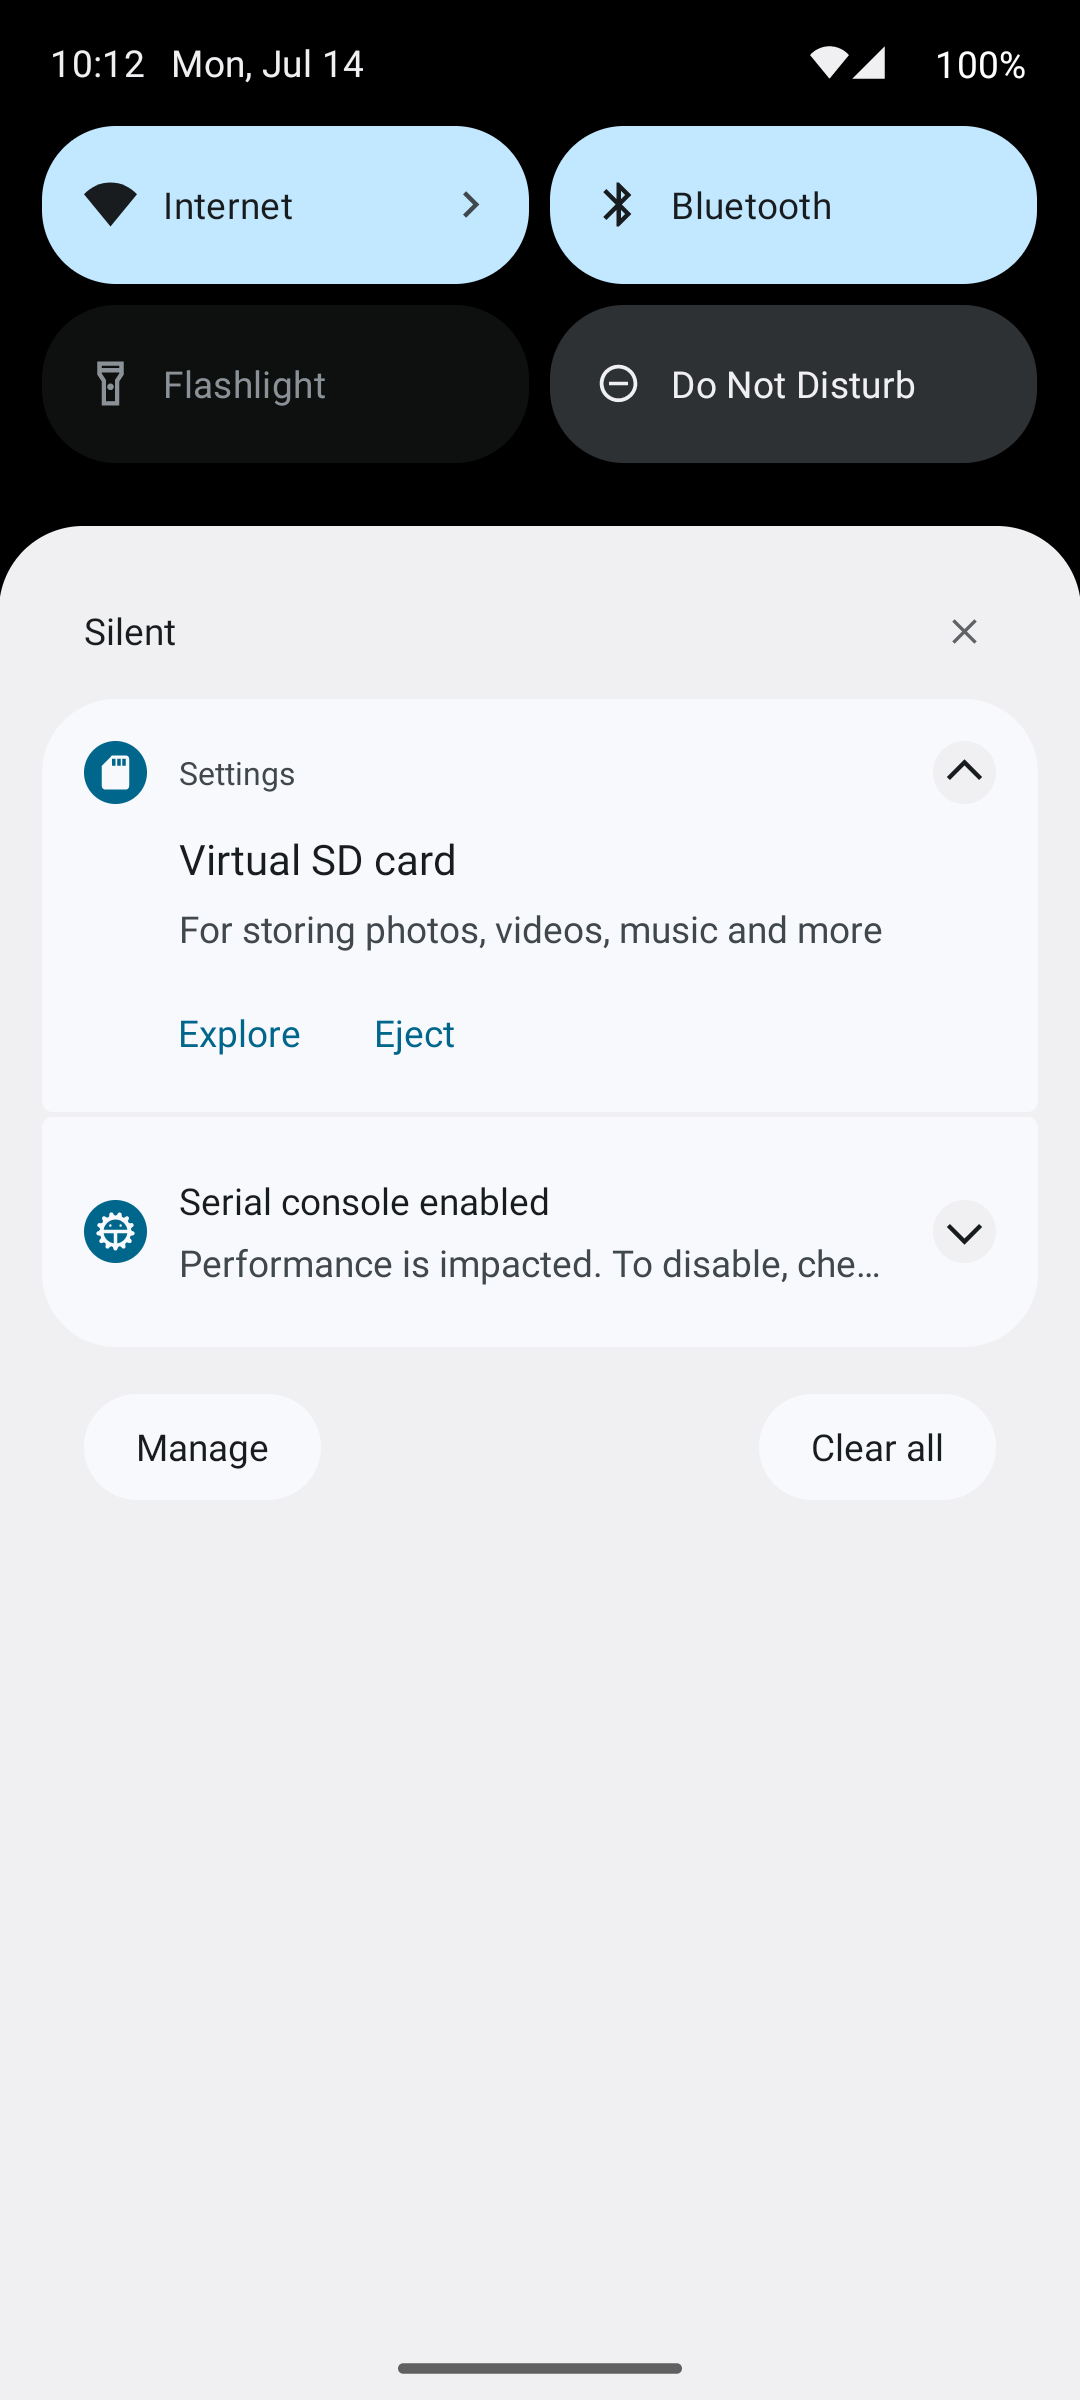 10:12 Mon, Jul 14
100%
Internet
Bluetooth
Flashlight
Do Not Disturb
Silent
Settings
Virtual SD card
For storing photos, videos, music and more
Explore Eject
Serial console enabled
Performance is impacted. To disable, che…
Manage
Clear all